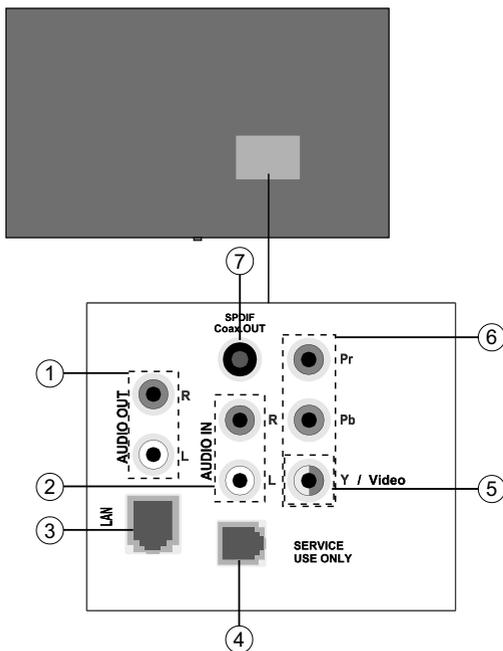 7
SPDIF
Coax.OUT
6
1
Pr
R
AUDIO OUT
Pb
R
AUDIO IN
L
L
Y / Video
2
5
3
LAN
SERVICE
USE ONLY
4